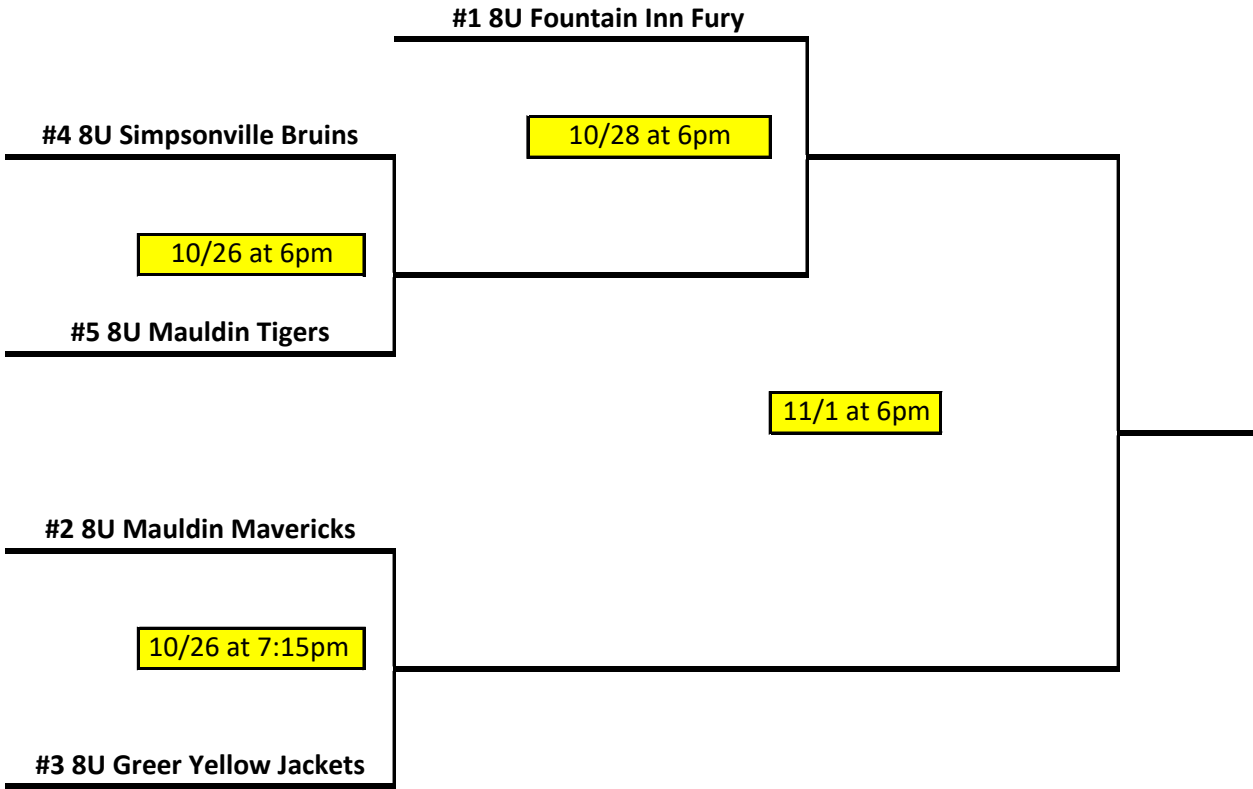 #1 8U Fountain Inn Fury
#4 8U Simpsonville Bruins
10/28 at 6pm
10/26 at 6pm
#5 8U Mauldin Tigers
11/1 at 6pm
#2 8U Mauldin Mavericks
10/26 at 7:15pm
#3 8U Greer Yellow Jackets